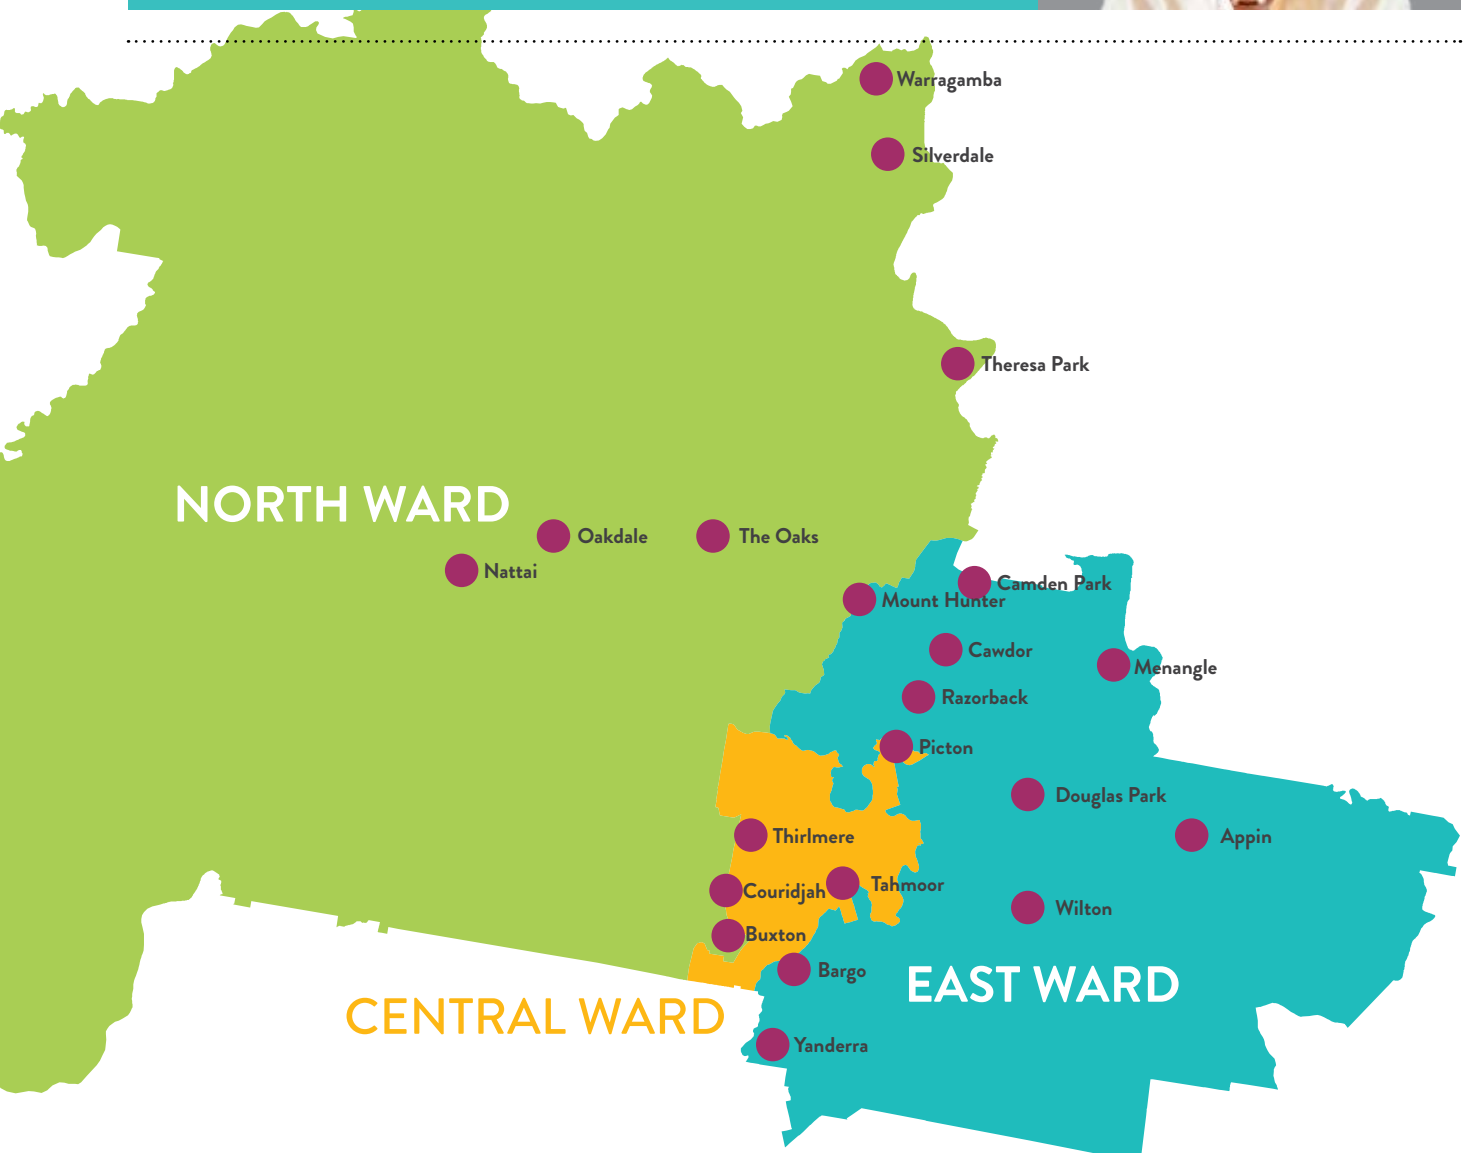 Warragamba
Silverdale
Theresa Park
NORTH WARD
Oakdale
The Oaks
Nattai
Camden Park
Mount Hunter
Cawdor
Menangle
Razorback
Picton
Douglas Park
Thirlmere
Appin
Couridjah
Tahmoor
Wilton
Buxton
Bargo
EAST WARD
CENTRAL WARD
Yanderra